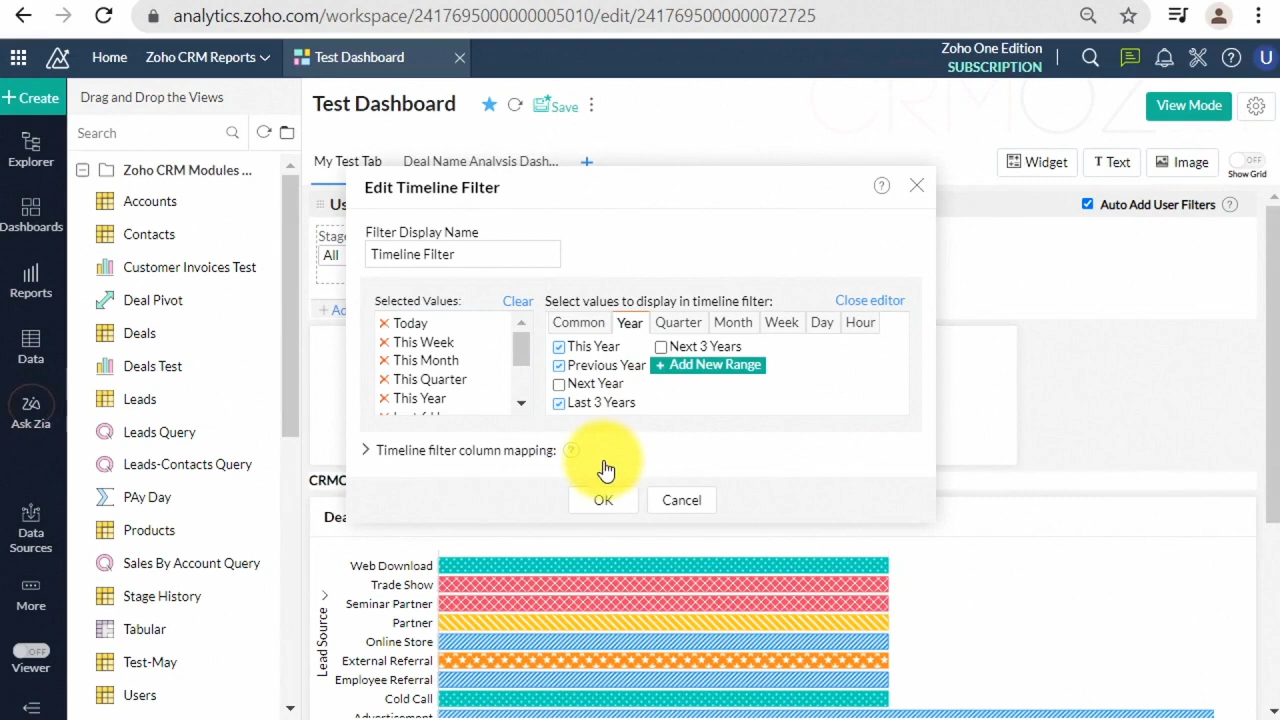 analytics.zoho.com/workspace/2417695000000005010/edit/2417695000000072725
Home
Zoho CRM Reports
Test Dashboard
Zoho One Edition
SUBSCRIPTION
U
+ Create
Drag and Drop the Views
Test Dashboard
Save
View Mode
Search
My Test Tab
Deal Name Analysis Dash...
+
Widget
T Text
Image
OFF
Show Grid
Explorer
Dashboards
Reports
Data
Ask Zia
Data
Sources
More
OFF
Viewer
Zoho CRM Modules ...
Accounts
Contacts
Customer Invoices Test
Deal Pivot
Deals
Deals Test
Leads
Leads Query
Leads-Contacts Query
PAy Day
Products
Sales By Account Query
Stage History
Tabular
Test-May
Users
Us
Auto Add User Filters ?
Stage
All
+ Ad
Edit Timeline Filter
Filter Display Name
Timeline Filter
Selected Values:
Clear
Select values to display in timeline filter:
Close editor
Today
This Week
This Month
This Quarter
This Year
Common
Year
Quarter
Month
Week
Day
Hour
This Year
Next 3 Years
Previous Year
+ Add New Range
Next Year
Last 3 Years
Timeline filter column mapping: ?
OK
Cancel
CRMO
Dea
Lead Source
Web Download
Trade Show
Seminar Partner
Partner
Online Store
External Referral
Employee Referral
Cold Call
Advertisement
CRMOZ